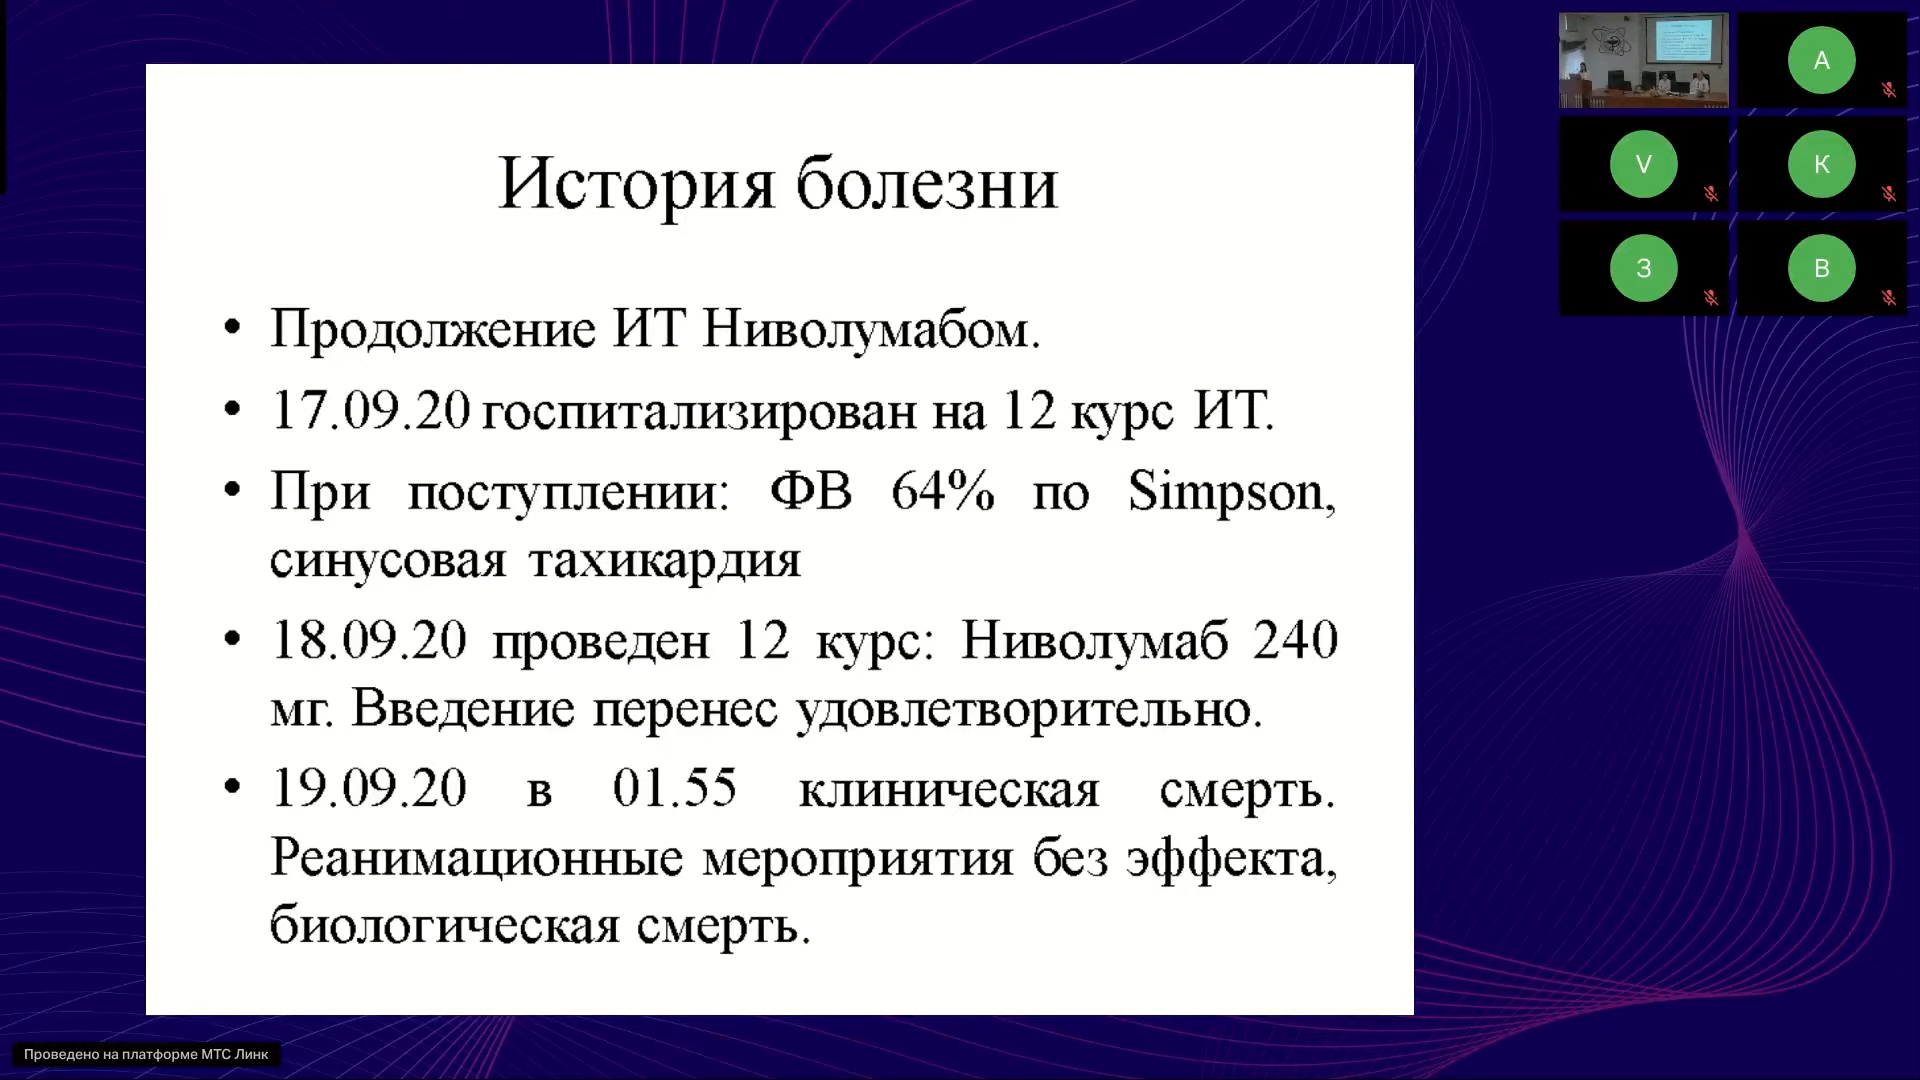 История болезни
• Продолжение ИТ Ниволумабом.
• 17.09.20 госпитализирован на 12 курс ИТ.
• При поступлении: ФВ 64% по Simpson,
синусовая тахикардия
• 18.09.20 проведен 12 курс: Ниволумаб 240
мг. Введение перенес удовлетворительно.
• 19.09.20 в 01.55 клиническая смерть.
Реанимационные мероприятия без эффекта,
биологическая смерть.
A
V
K
З
B
Проведено на платформе МТС Линк